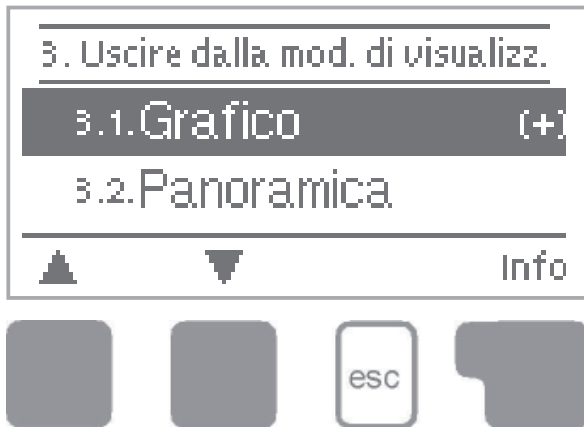 3. Uscire dalla mod. di visualizz.
3.1.Grafico (+)
3.2.Panoramica
▲ ▼ Info
esc